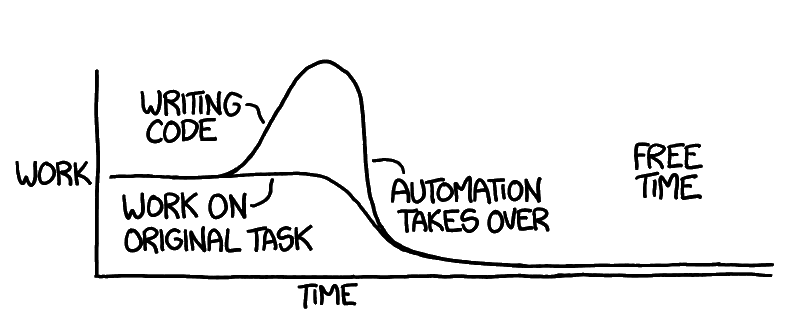 WRITING
CODE
WORK
WORK ON
ORIGINAL TASK
AUTOMATION
TAKES OVER
FREE
TIME
TIME